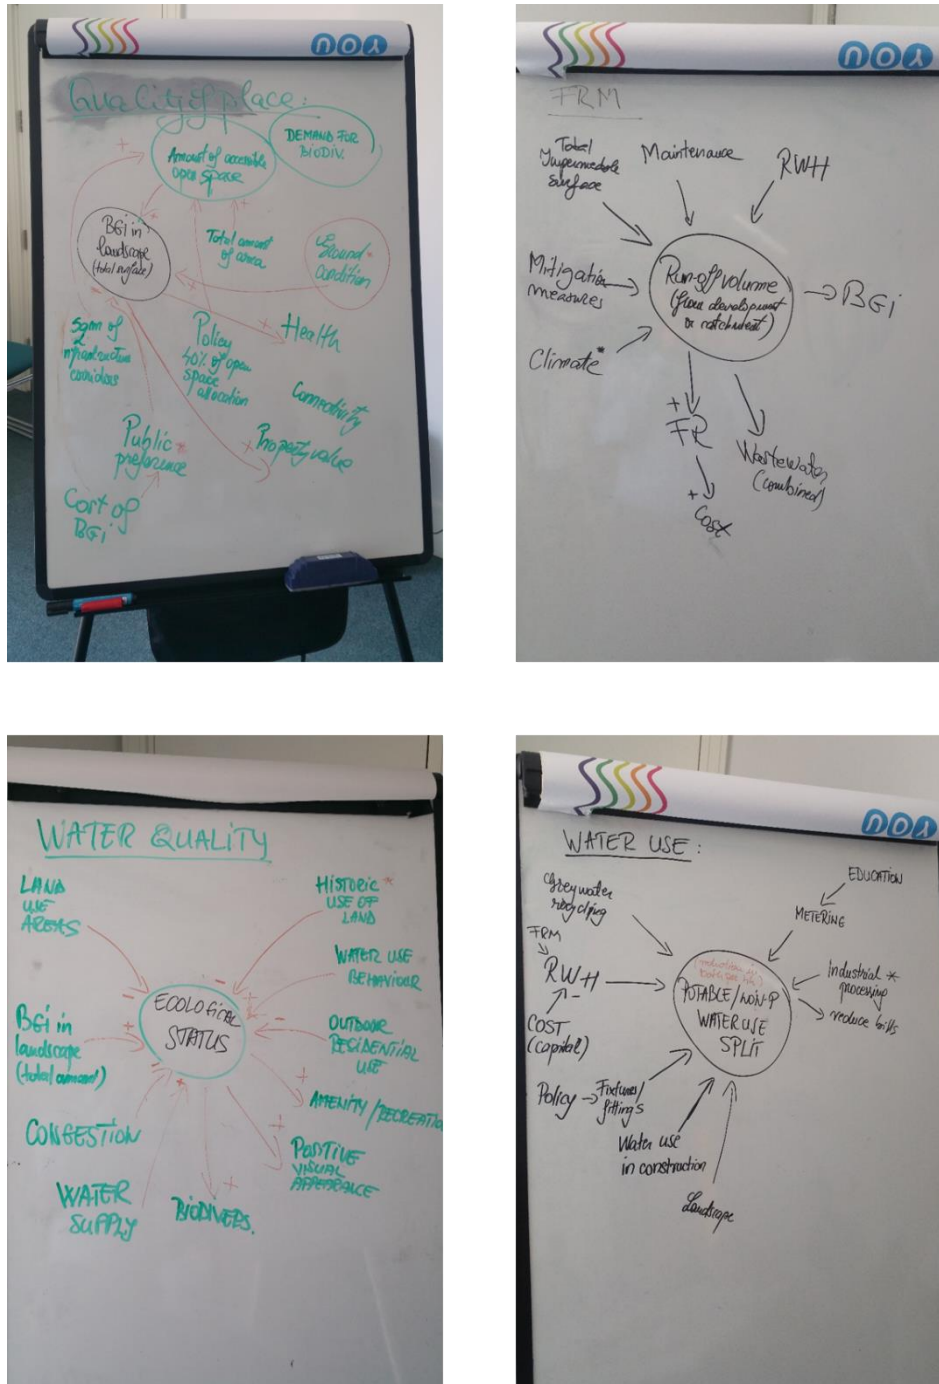 Quality of place:
Amount of accessible
open space
DEMAND FOR
BIODIV.
BGi in
landscape
(total surface)
Total amount
of area
ground *
condition
Sqm of
infrastructure
corridors
Policy
40% of open
space
allocation
Health
Connectivity
Public *
preference
Property value
Cost of
BGi
FRM
Total
Impermeable
surface
Maintenance
RWH
Mitigation
measures
Run-off volume
(from development
or catchment)
BGi
Climate *
+
FR
+
Cost
Wastewater
(combined)
WATER QUALITY
LAND
USE
AREAS
HISTORIC *
USE OF
LAND
WATER USE
BEHAVIOUR
ECOLOGICAL
STATUS
BGi in
landscape
(total amount)
OUTDOOR
RESIDENTIAL
USE
AMENITY/RECREATION
CONGESTION
POSITIVE
VISUAL
APPEARANCE
WATER
SUPPLY
BIODIVERS.
WATER USE:
Greywater
recycling
EDUCATION
METERING
FRM
RWH
COST
(capital)
POTABLE/NON-P
WATER USE
SPLIT
Industrial *
processing
reduce bills
Policy
Fixtures/
fittings
Water use
in construction
Landscape